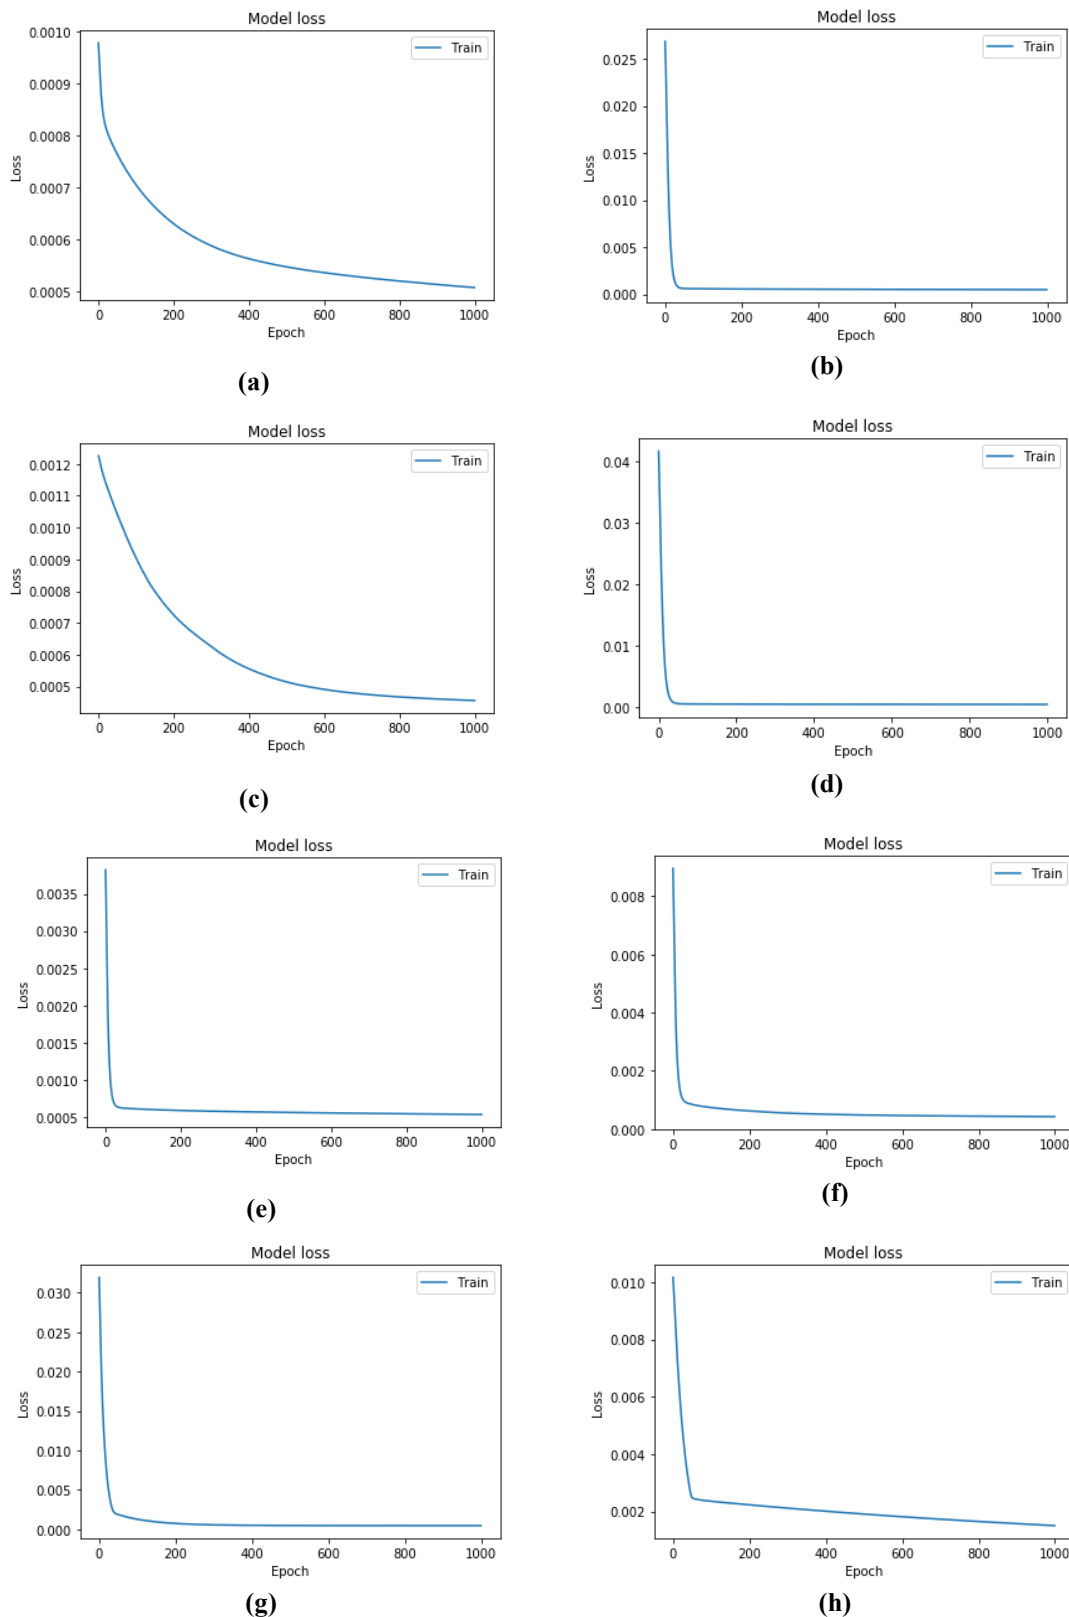 Model loss
0.0010
0.0009
0.0008
0.0007
0.0006
0.0005
Loss
Train
0 200 400 600 800 1000
Epoch
(a)
Model loss
0.025
0.020
0.015
0.010
0.005
0.000
Loss
Train
0 200 400 600 800 1000
Epoch
(b)
Model loss
0.0012
0.0011
0.0010
0.0009
0.0008
0.0007
0.0006
0.0005
Loss
Train
0 200 400 600 800 1000
Epoch
(c)
Model loss
0.04
0.03
0.02
0.01
0.00
Loss
Train
0 200 400 600 800 1000
Epoch
(d)
Model loss
0.0035
0.0030
0.0025
0.0020
0.0015
0.0010
0.0005
Loss
Train
0 200 400 600 800 1000
Epoch
(e)
Model loss
0.008
0.006
0.004
0.002
0.000
Loss
Train
0 200 400 600 800 1000
Epoch
(f)
Model loss
0.030
0.025
0.020
0.015
0.010
0.005
0.000
Loss
Train
0 200 400 600 800 1000
Epoch
(g)
Model loss
0.010
0.008
0.006
0.004
0.002
Loss
Train
0 200 400 600 800 1000
Epoch
(h)